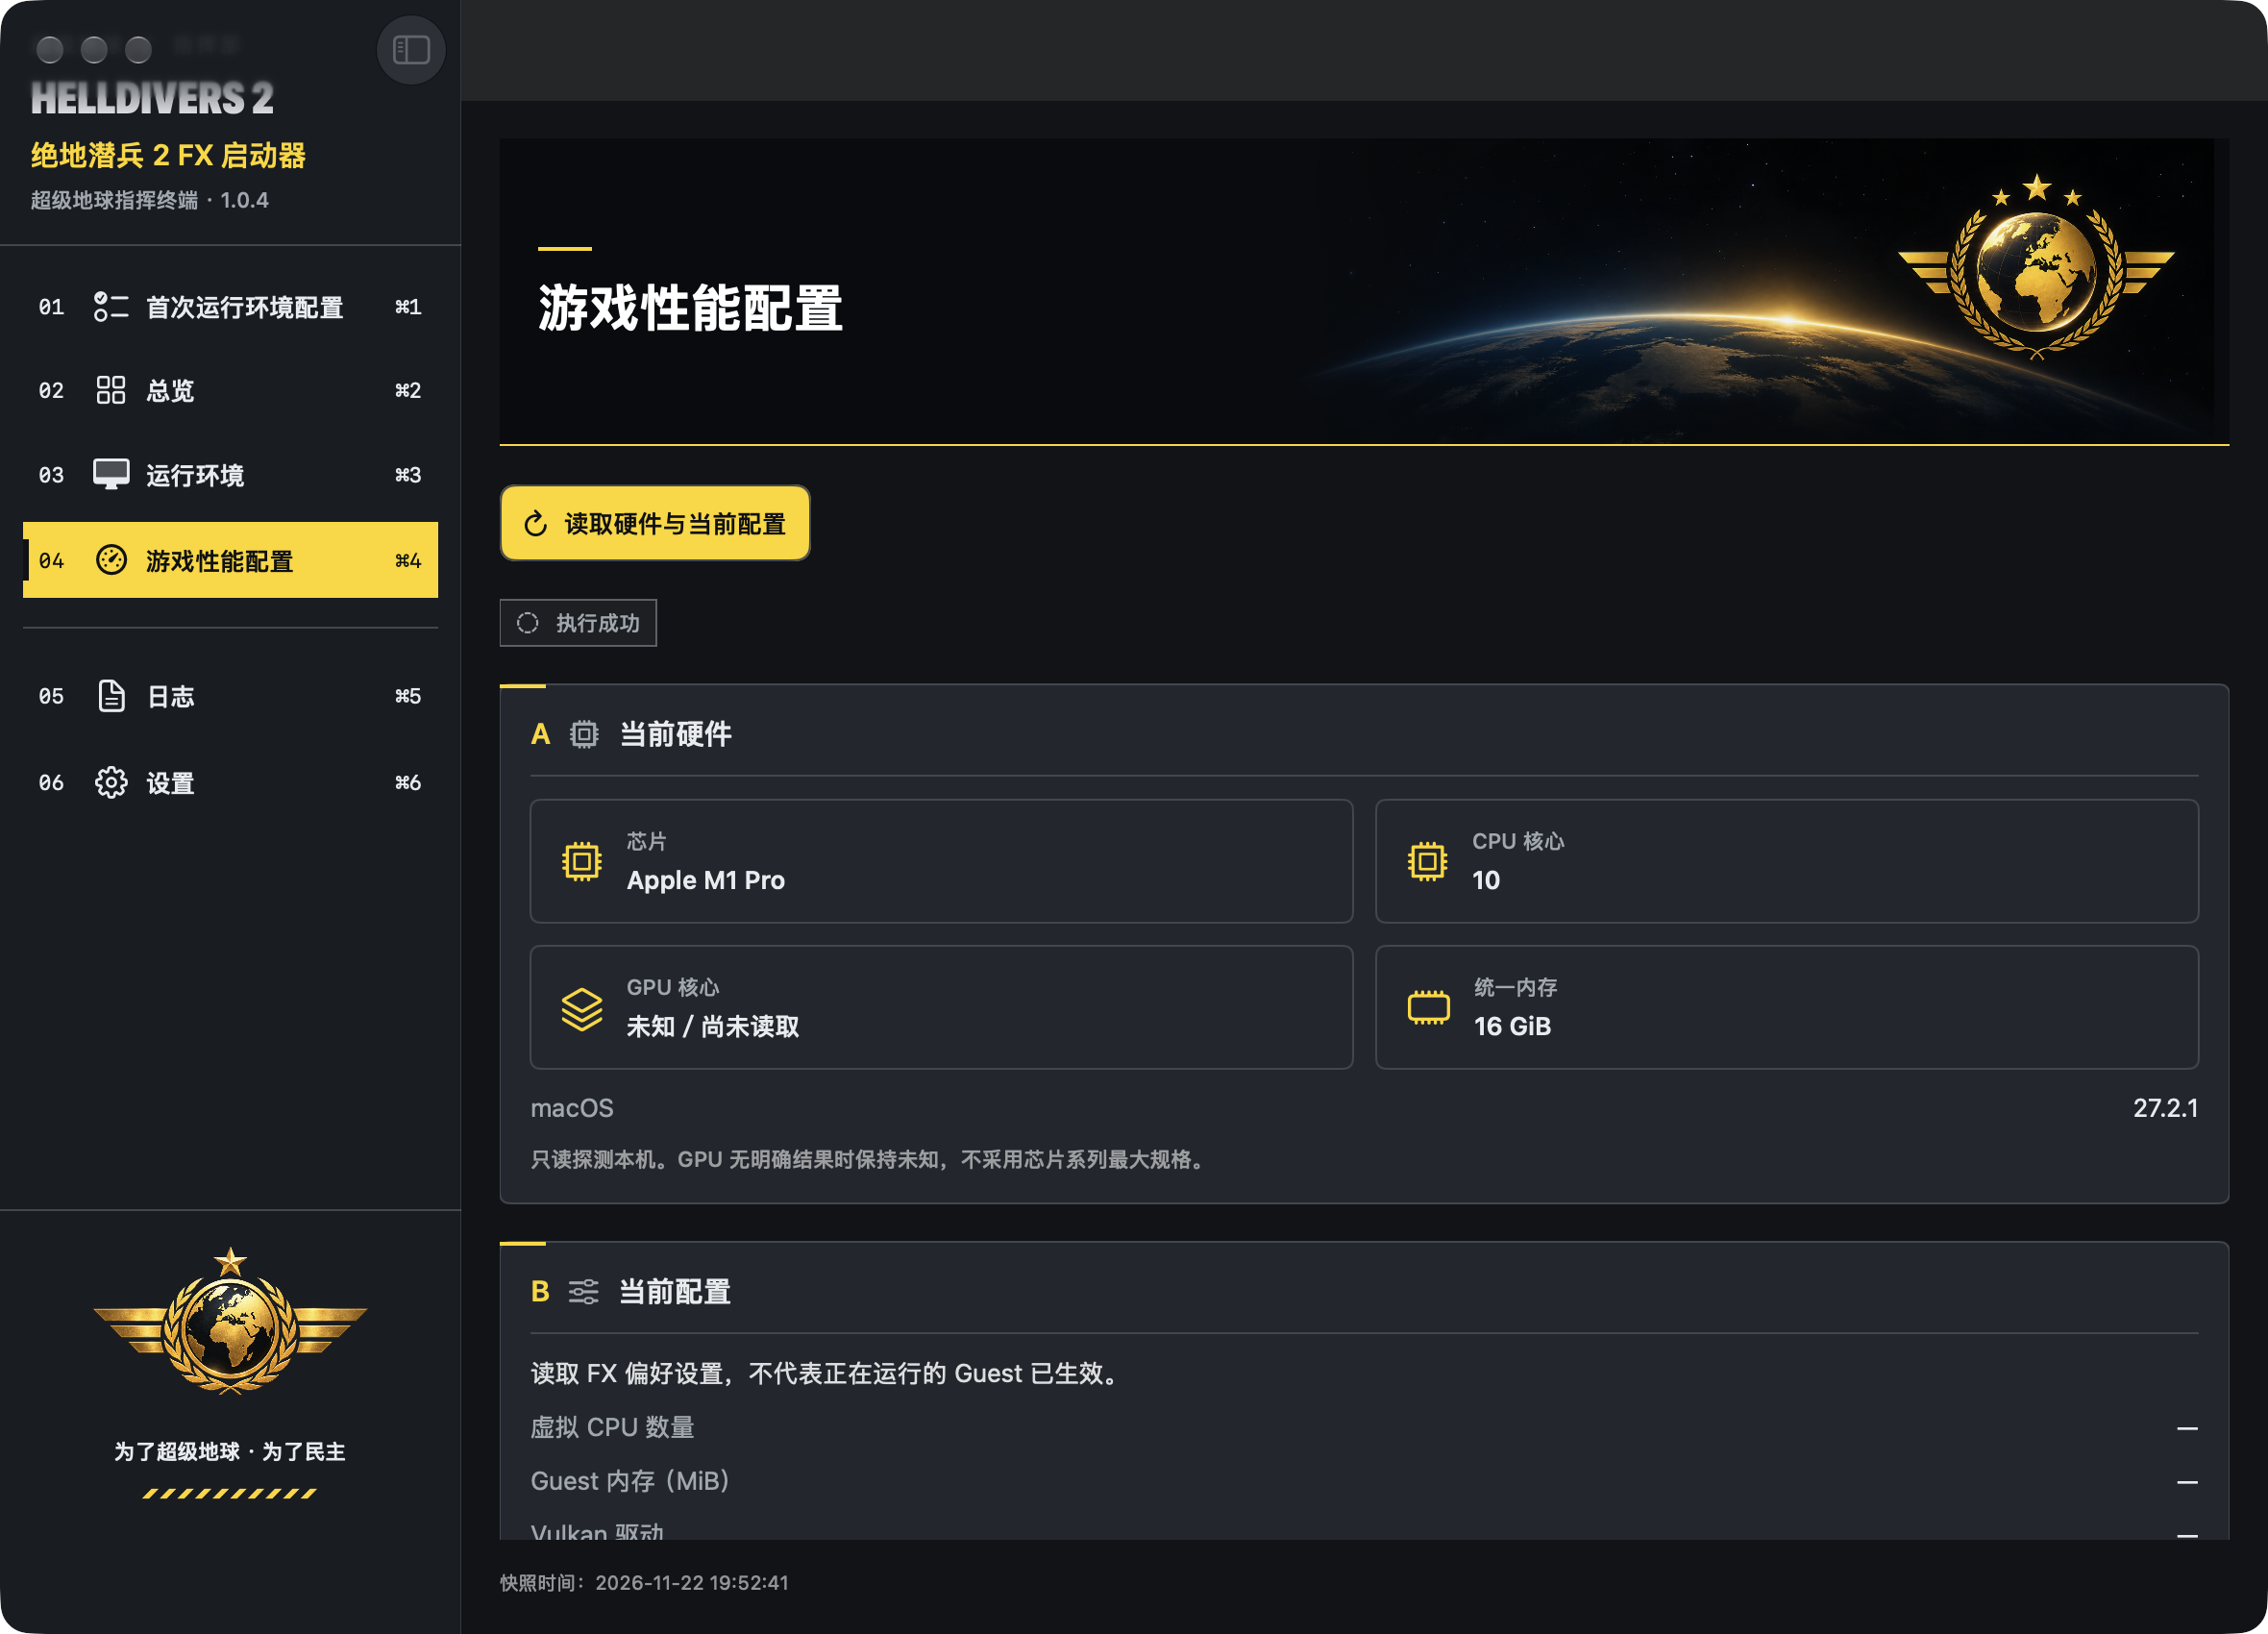 HELLDIVERS 2
绝地潜兵 2 FX 启动器
超级地球指挥终端 · 1.0.4
01 首次运行环境配置 ⌘1
02 总览 ⌘2
03 运行环境 ⌘3
04 游戏性能配置 ⌘4
05 日志 ⌘5
06 设置 ⌘6
为了超级地球 · 为了民主
游戏性能配置
读取硬件与当前配置
执行成功
A 当前硬件
芯片
Apple M1 Pro
CPU 核心
10
GPU 核心
未知 / 尚未读取
统一内存
16 GiB
macOS 27.2.1
只读探测本机。GPU 无明确结果时保持未知，不采用芯片系列最大规格。
B 当前配置
读取 FX 偏好设置，不代表正在运行的 Guest 已生效。
虚拟 CPU 数量 —
Guest 内存（MiB） —
Vulkan 驱动 —
快照时间：2026-11-22 19:52:41